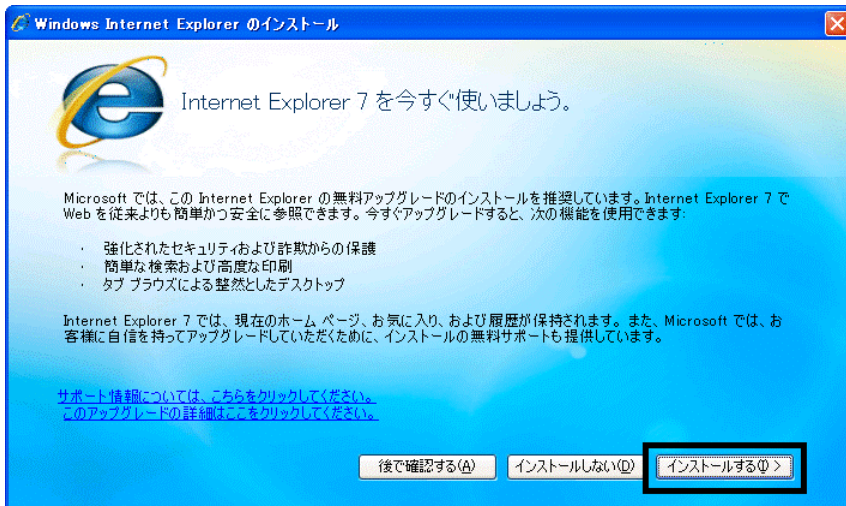 Windows Internet Explorer のインストール
Internet Explorer 7 を今すぐ使いましょう。
Microsoft では、この Internet Explorer の無料アップグレードのインストールを推奨しています。Internet Explorer 7 で
Web を従来よりも簡単かつ安全に参照できます。今すぐアップグレードすると、次の機能を使用できます:
・ 強化されたセキュリティおよび詐欺からの保護
・ 簡単な検索および高度な印刷
・ タブ ブラウズによる整然としたデスクトップ
Internet Explorer 7 では、現在のホーム ページ、お気に入り、および履歴が保持されます。また、Microsoft では、お
客様に自信を持ってアップグレードしていただくために、インストールの無料サポートも提供しています。
サポート情報については、こちらをクリックしてください。
このアップグレードの詳細はここをクリックしてください。
後で確認する(A) インストールしない(D) インストールする(I) >